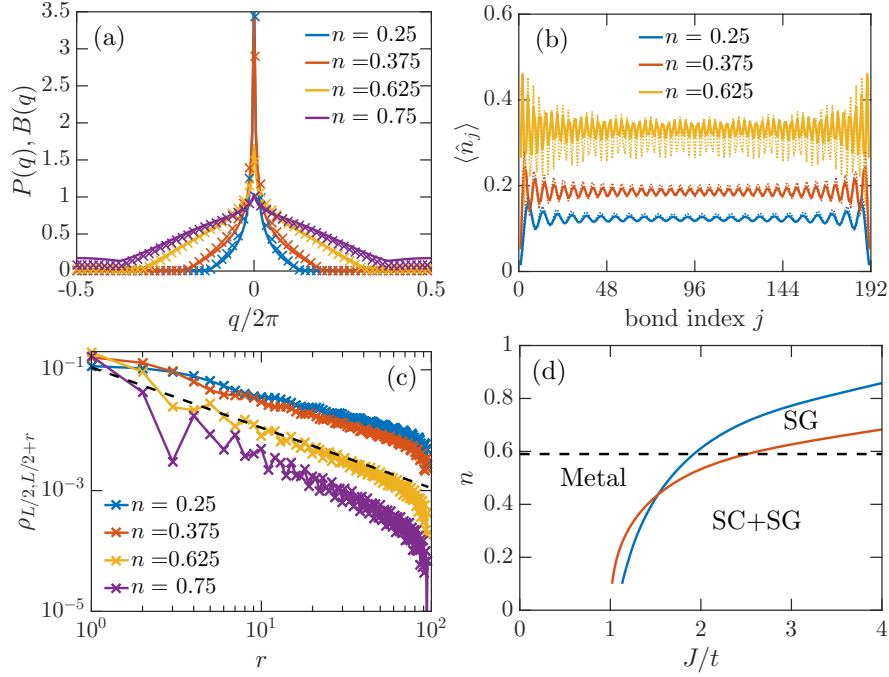 (a)
n = 0.25
n =0.375
n =0.625
n = 0.75
P(q), B(q)
3.5
3
2.5
2
1.5
1
0.5
0
-0.5 0 0.5
q/2π
(b)
n = 0.25
n =0.375
n =0.625
⟨n̂_j⟩
0.6
0.4
0.2
0
0 48 96 144 192
bond index j
(c)
n = 0.25
n =0.375
n =0.625
n = 0.75
ρ_{L/2,L/2+r}
10^{-1}
10^{-3}
10^{-5}
10^0 10^1 10^2
r
(d)
SG
Metal
SC+SG
n
1
0.8
0.6
0.4
0.2
0
0 1 2 3 4
J/t